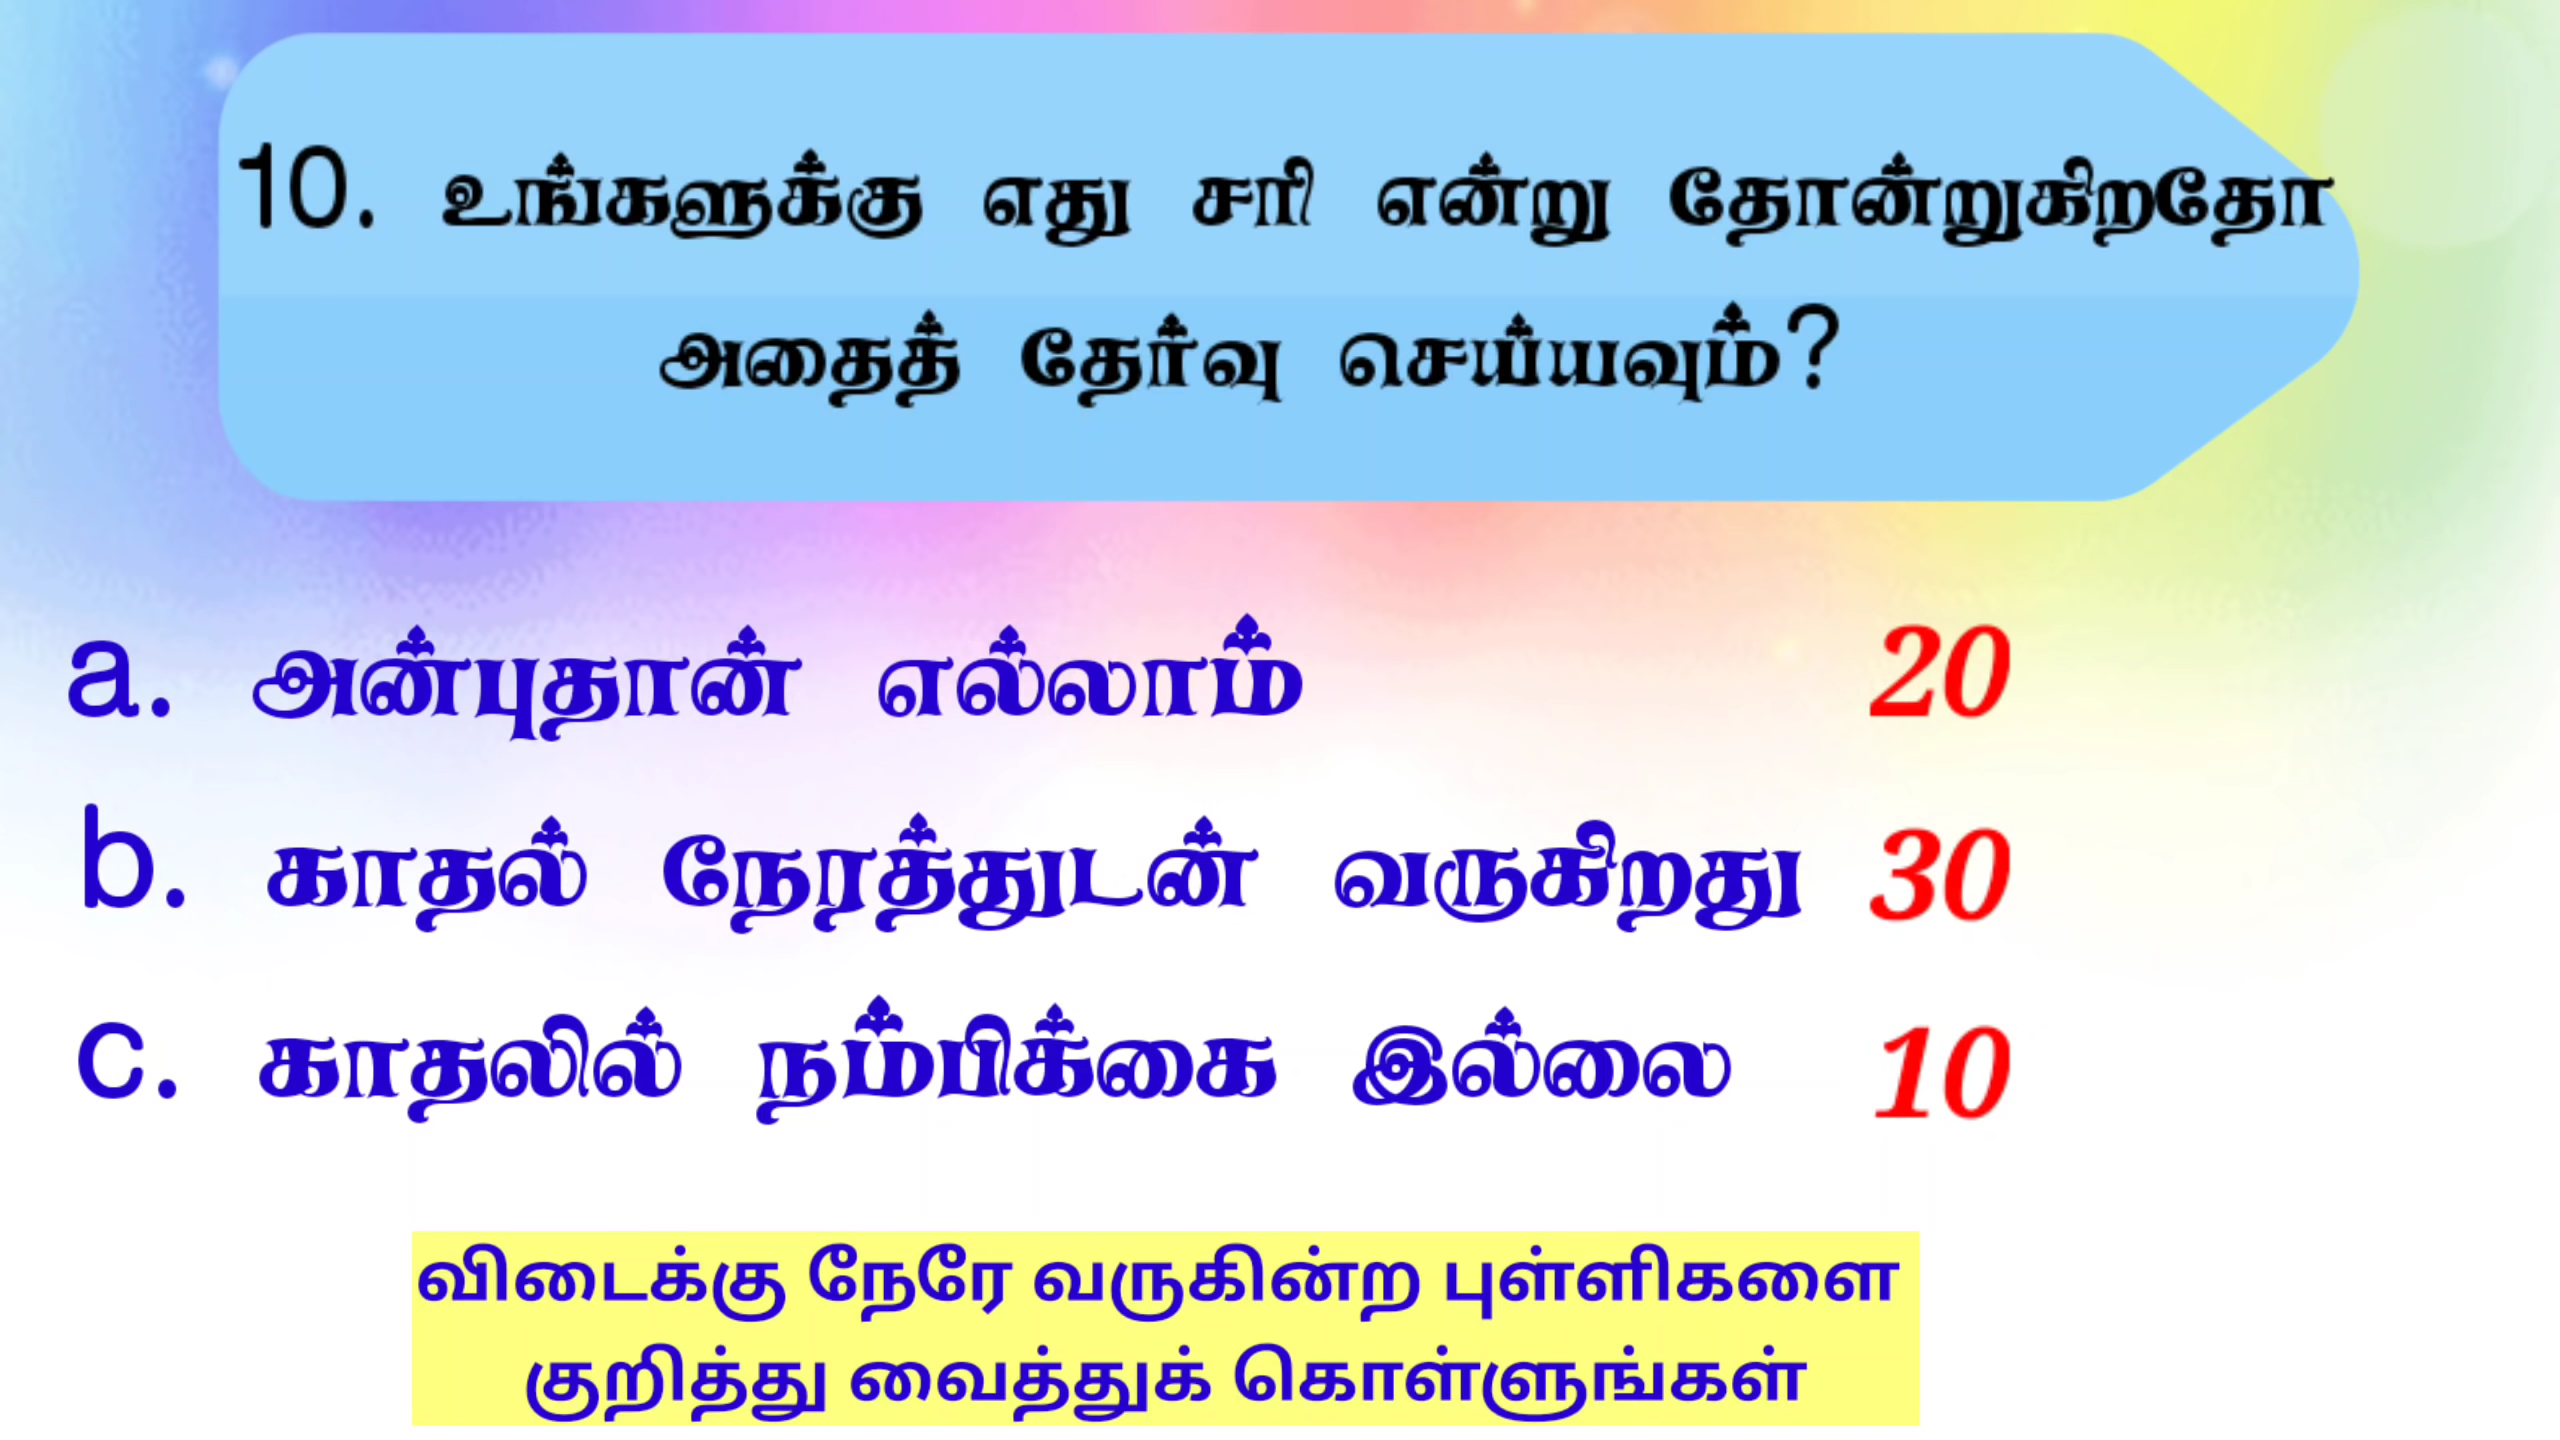 10. உங்களுக்கு எது சரி என்று தோன்றுகிறதோ
அதைத் தேர்வு செய்யவும்?
a. அன்புதான் எல்லாம் 20
b. காதல் நேரத்துடன் வருகிறது 30
c. காதலில் நம்பிக்கை இல்லை 10
விடைக்கு நேரே வருகின்ற புள்ளிகளை
குறித்து வைத்துக் கொள்ளுங்கள்